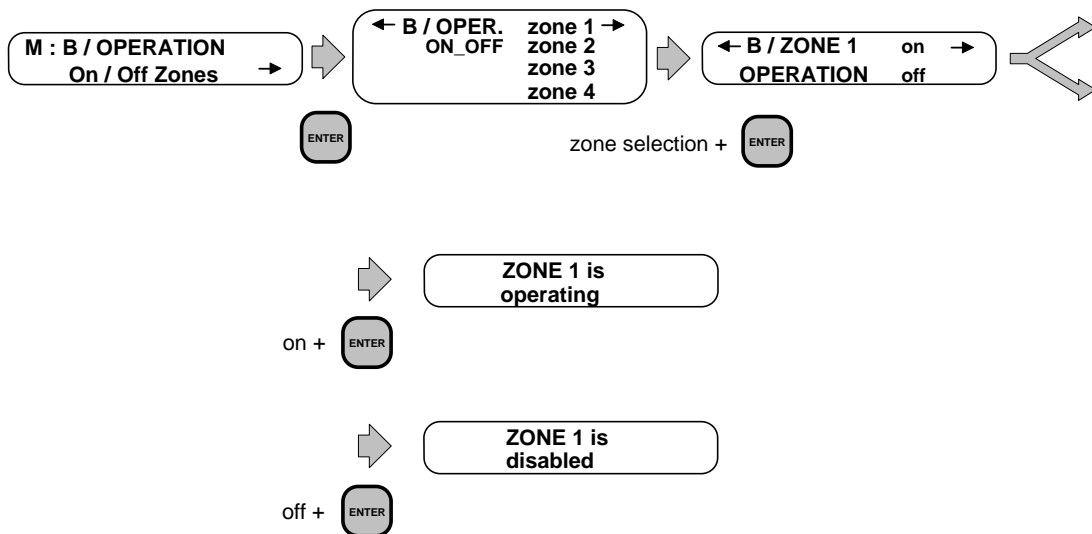 M : B / OPERATION
On / Off Zones →
ENTER
← B / OPER. zone 1 →
ON_OFF zone 2
zone 3
zone 4
zone selection + ENTER
← B / ZONE 1 on →
OPERATION off
ZONE 1 is
operating
on + ENTER
ZONE 1 is
disabled
off + ENTER